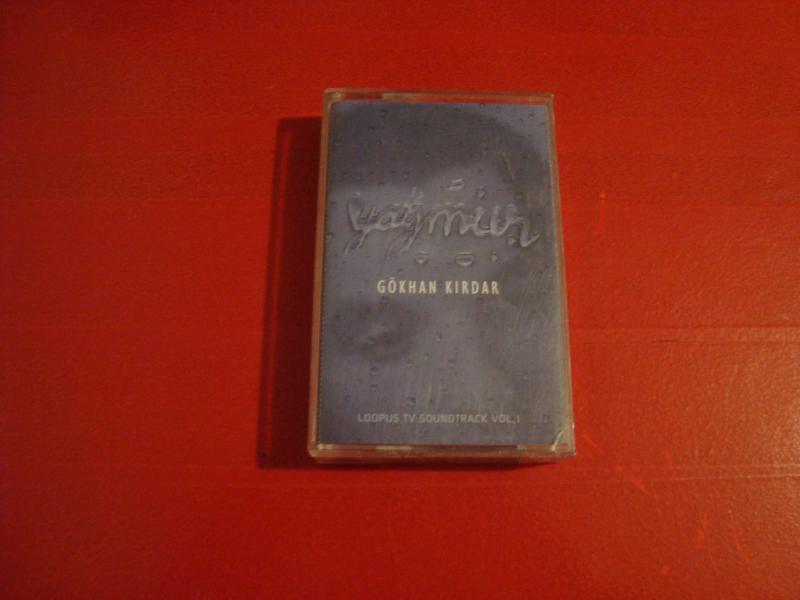 yağmur
GÖKHAN KIRDAR
LOOPUS TV SOUNDTRACK VOL.1